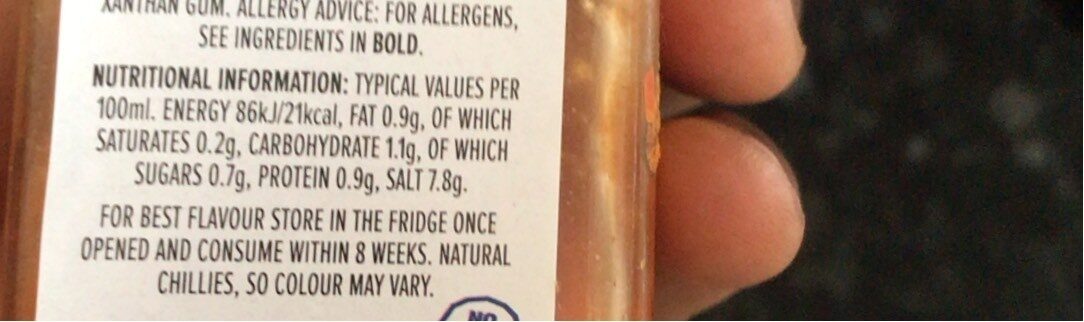 XANTHAN GUM. ALLERGY ADVICE: FOR ALLERGENS,
SEE INGREDIENTS IN BOLD.
NUTRITIONAL INFORMATION: TYPICAL VALUES PER
100ml. ENERGY 86kJ/21kcal, FAT 0.9g, OF WHICH
SATURATES 0.2g, CARBOHYDRATE 1.1g, OF WHICH
SUGARS 0.7g, PROTEIN 0.9g, SALT 7.8g.
FOR BEST FLAVOUR STORE IN THE FRIDGE ONCE
OPENED AND CONSUME WITHIN 8 WEEKS. NATURAL
CHILLIES, SO COLOUR MAY VARY.
NO